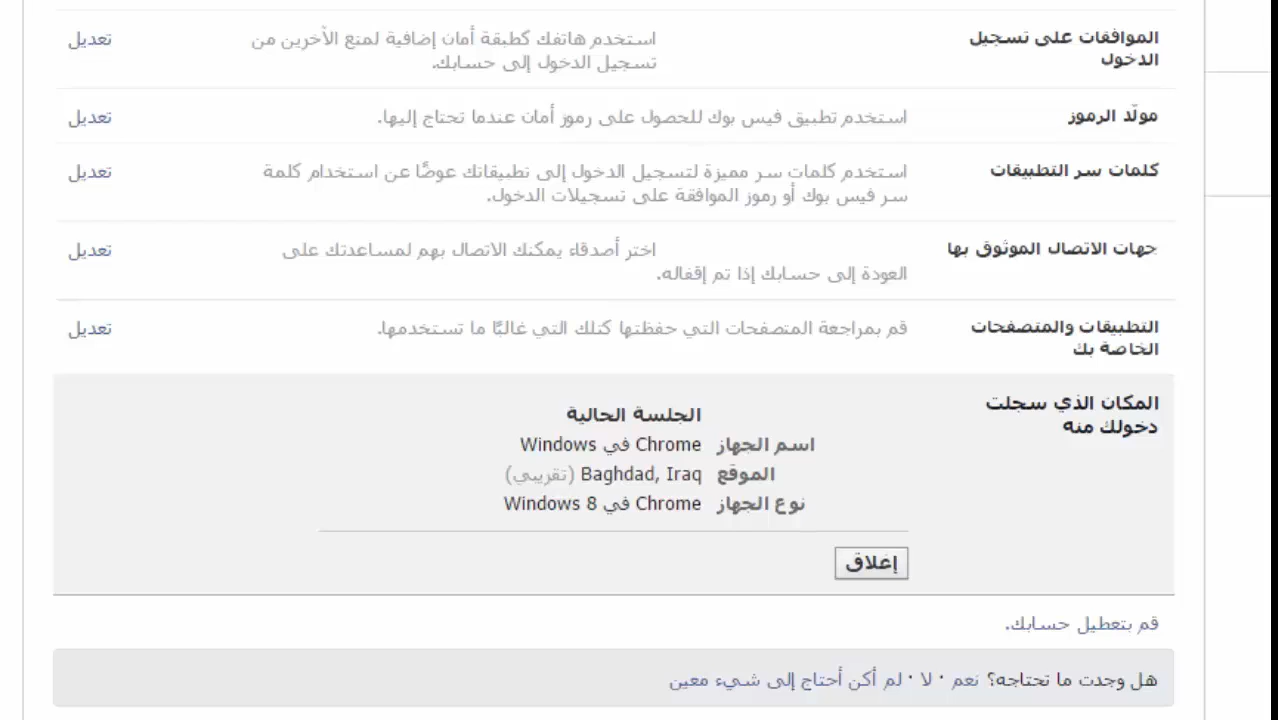 الموافقات على تسجيل
الدخول
استخدم هاتفك كطبقة أمان إضافية لمنع الآخرين من
تسجيل الدخول إلى حسابك.
تعديل
مولّد الرموز
استخدم تطبيق فيس بوك للحصول على رموز أمان عندما تحتاج إليها.
تعديل
كلمات سر التطبيقات
استخدم كلمات سر مميزة لتسجيل الدخول إلى تطبيقاتك عوضًا عن استخدام كلمة
سر فيس بوك أو رموز الموافقة على تسجيلات الدخول.
تعديل
جهات الاتصال الموثوق بها
اختر أصدقاء يمكنك الاتصال بهم لمساعدتك على
العودة إلى حسابك إذا تم إقفاله.
تعديل
التطبيقات والمتصفحات
الخاصة بك
قم بمراجعة المتصفحات التي حفظتها كتلك التي غالبًا ما تستخدمها.
تعديل
المكان الذي سجلت
دخولك منه
الجلسة الحالية
اسم الجهاز Chrome في Windows
الموقع Baghdad, Iraq (تقريبي)
نوع الجهاز Chrome في Windows 8
إغلاق
قم بتعطيل حسابك.
هل وجدت ما تحتاجه؟ نعم · لا · لم أكن أحتاج إلى شيء معين